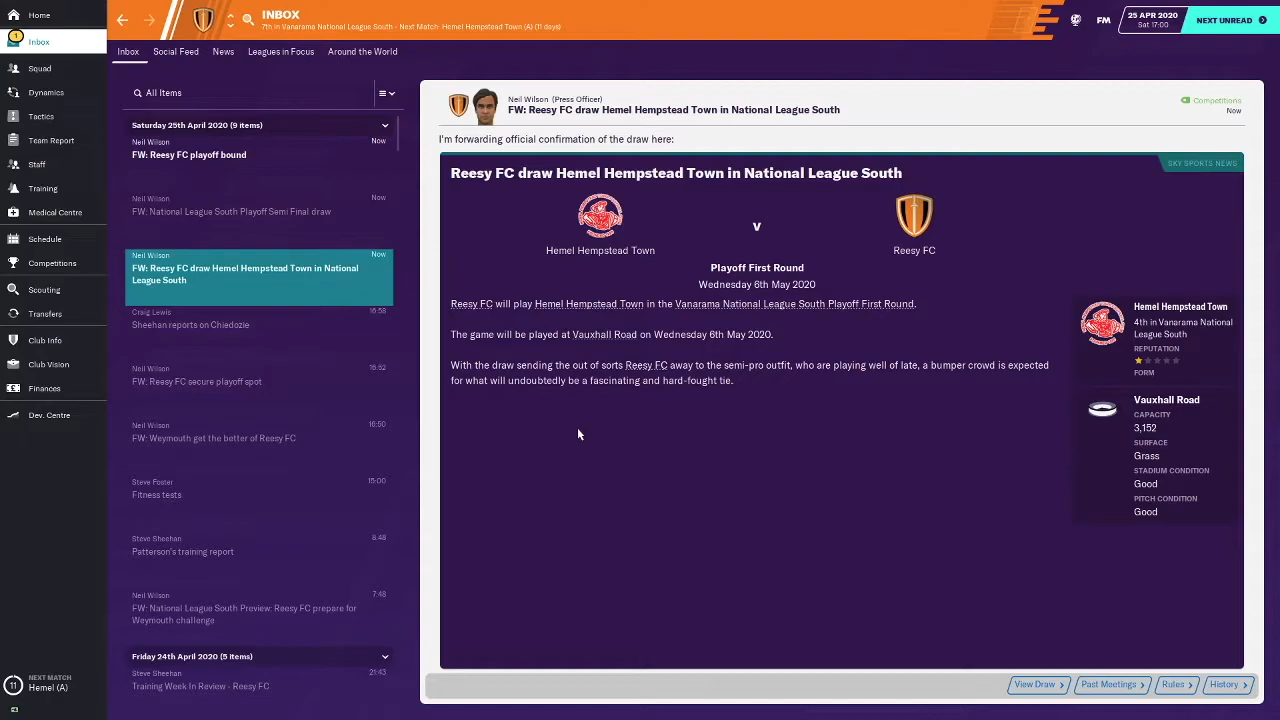 INBOX
7th in Vanarama National League South - Next Match: Hemel Hempstead Town (A) (11 days)
FM
25 APR 2020
Sat 17:00
NEXT UNREAD
1
Home
Inbox
Squad
Dynamics
Tactics
Team Report
Staff
Training
Medical Centre
Schedule
Competitions
Scouting
Transfers
Club Info
Club Vision
Finances
Dev. Centre
11
NEXT MATCH
Hemel (A)
Inbox
Social Feed
News
Leagues in Focus
Around the World
All Items
Saturday 25th April 2020 (9 items)
Neil Wilson
Now
FW: Reesy FC playoff bound
Neil Wilson
Now
FW: National League South Playoff Semi Final draw
Neil Wilson
Now
FW: Reesy FC draw Hemel Hempstead Town in National
League South
Craig Lewis
16:58
Sheehan reports on Chiedozie
Neil Wilson
16:52
FW: Reesy FC secure playoff spot
Neil Wilson
16:50
FW: Weymouth get the better of Reesy FC
Steve Foster
15:00
Fitness tests
Steve Sheehan
8:48
Patterson's training report
Neil Wilson
7:48
FW: National League South Preview: Reesy FC prepare for
Weymouth challenge
Friday 24th April 2020 (5 items)
Steve Sheehan
21:43
Training Week In Review - Reesy FC
Neil Wilson (Press Officer)
FW: Reesy FC draw Hemel Hempstead Town in National League South
Competitions
Now
I'm forwarding official confirmation of the draw here:
SKY SPORTS NEWS
Reesy FC draw Hemel Hempstead Town in National League South
v
Hemel Hempstead Town
Reesy FC
Playoff First Round
Wednesday 6th May 2020
Reesy FC will play Hemel Hempstead Town in the Vanarama National League South Playoff First Round.
The game will be played at Vauxhall Road on Wednesday 6th May 2020.
With the draw sending the out of sorts Reesy FC away to the semi-pro outfit, who are playing well of late, a bumper crowd is expected
for what will undoubtedly be a fascinating and hard-fought tie.
Hemel Hempstead Town
4th in Vanarama National
League South
REPUTATION
FORM
Vauxhall Road
CAPACITY
3,152
SURFACE
Grass
STADIUM CONDITION
Good
PITCH CONDITION
Good
View Draw
Past Meetings
Rules
History